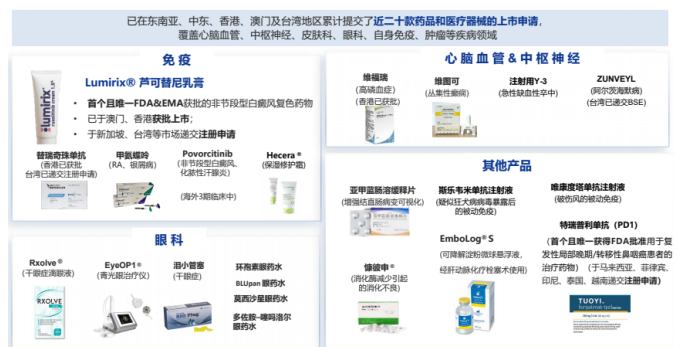 已在东南亚、中东、香港、澳门及台湾地区累计提交了近二十款药品和医疗器械的上市申请，
覆盖心脑血管、中枢神经、皮肤科、眼科、自身免疫、肿瘤等疾病领域
免疫
Lumirix® 芦可替尼乳膏
• 首个且唯一FDA&EMA获批的非节段型白癜风复色药物
• 已于澳门、香港获批上市；
• 于新加坡、台湾等市场递交注册申请
lumirix
替瑞奇珠单抗
(香港已获批
台湾已递交注册申请)
甲氨蝶呤
(RA、银屑病)
Povorcitinib
(非节段型白癜风、
化脓性汗腺炎)
(海外3期临床中)
Hecera®
(保湿修护霜)
眼科
Rxolve®
(干眼症滴眼液)
RXOLVE
EyeOP1®
(青光眼治疗仪)
泪小管塞
(干眼症)
Plug
环孢素眼药水
BLUpan 眼药水
莫西沙星眼药水
多佐胺–噻吗洛尔
眼药水
心脑血管&中枢神经
维福瑞
(高磷血症)
(香港已获批)
维图可
(丛集性癫痫)
注射用Y-3
(急性缺血性卒中)
ZUNVEYL
(阿尔茨海默病)
(台湾已递交BSE)
其他产品
亚甲蓝肠溶缓释片
(增强结直肠病变可视化)
斯乐韦米单抗注射液
(疑似狂犬病病毒暴露后
的被动免疫)
唯康度塔单抗注射液
(破伤风的被动免疫)
慷彼申®
(消化酶减少引起
的消化不良)
EmboLog® S
(可降解淀粉微球悬浮液，
经肝动脉化疗栓塞术使用)
特瑞普利单抗（PD1）
（首个且唯一获得FDA批准用于复
发性局部晚期/转移性鼻咽癌患者的
治疗药物）（于马来西亚、菲律宾、
印尼、泰国、越南递交注册申请）
TUOYI.